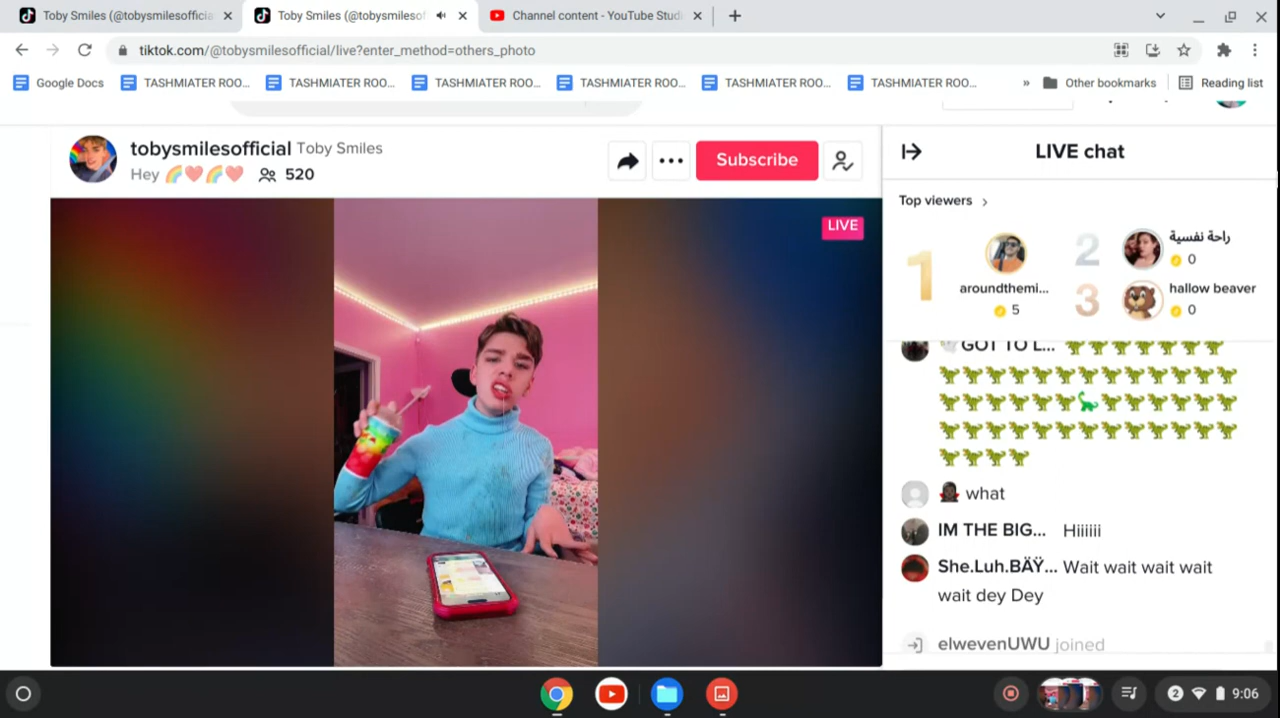 Toby Smiles (@tobysmilesofficia
Toby Smiles (@tobysmilesof
Channel content - YouTube Studi
tiktok.com/@tobysmilesofficial/live?enter_method=others_photo
Google Docs
TASHMIATER ROO...
TASHMIATER ROO...
TASHMIATER ROO...
TASHMIATER ROO...
TASHMIATER ROO...
TASHMIATER ROO...
»
Other bookmarks
Reading list
tobysmilesofficial Toby Smiles
Hey 🌈❤️🌈❤️ 520
Subscribe
LIVE
LIVE chat
Top viewers >
1
aroundthemi...
5
2
راحة نفسية
0
3
hallow beaver
0
GOT TO L... 🦖🦖🦖🦖🦖🦖🦖
🦖🦖🦖🦖🦖🦖🦖🦖🦖🦖🦖🦖🦖
🦖🦖🦖🦖🦖🦖🦕🦖🦖🦖🦖🦖🦖
🦖🦖🦖🦖🦖🦖🦖🦖🦖🦖🦖🦖🦖
🦖🦖🦖🦖
what
IM THE BIG... Hiiiiii
She.Luh.BÄŸ... Wait wait wait wait
wait dey Dey
elwevenUWU joined
2
9:06